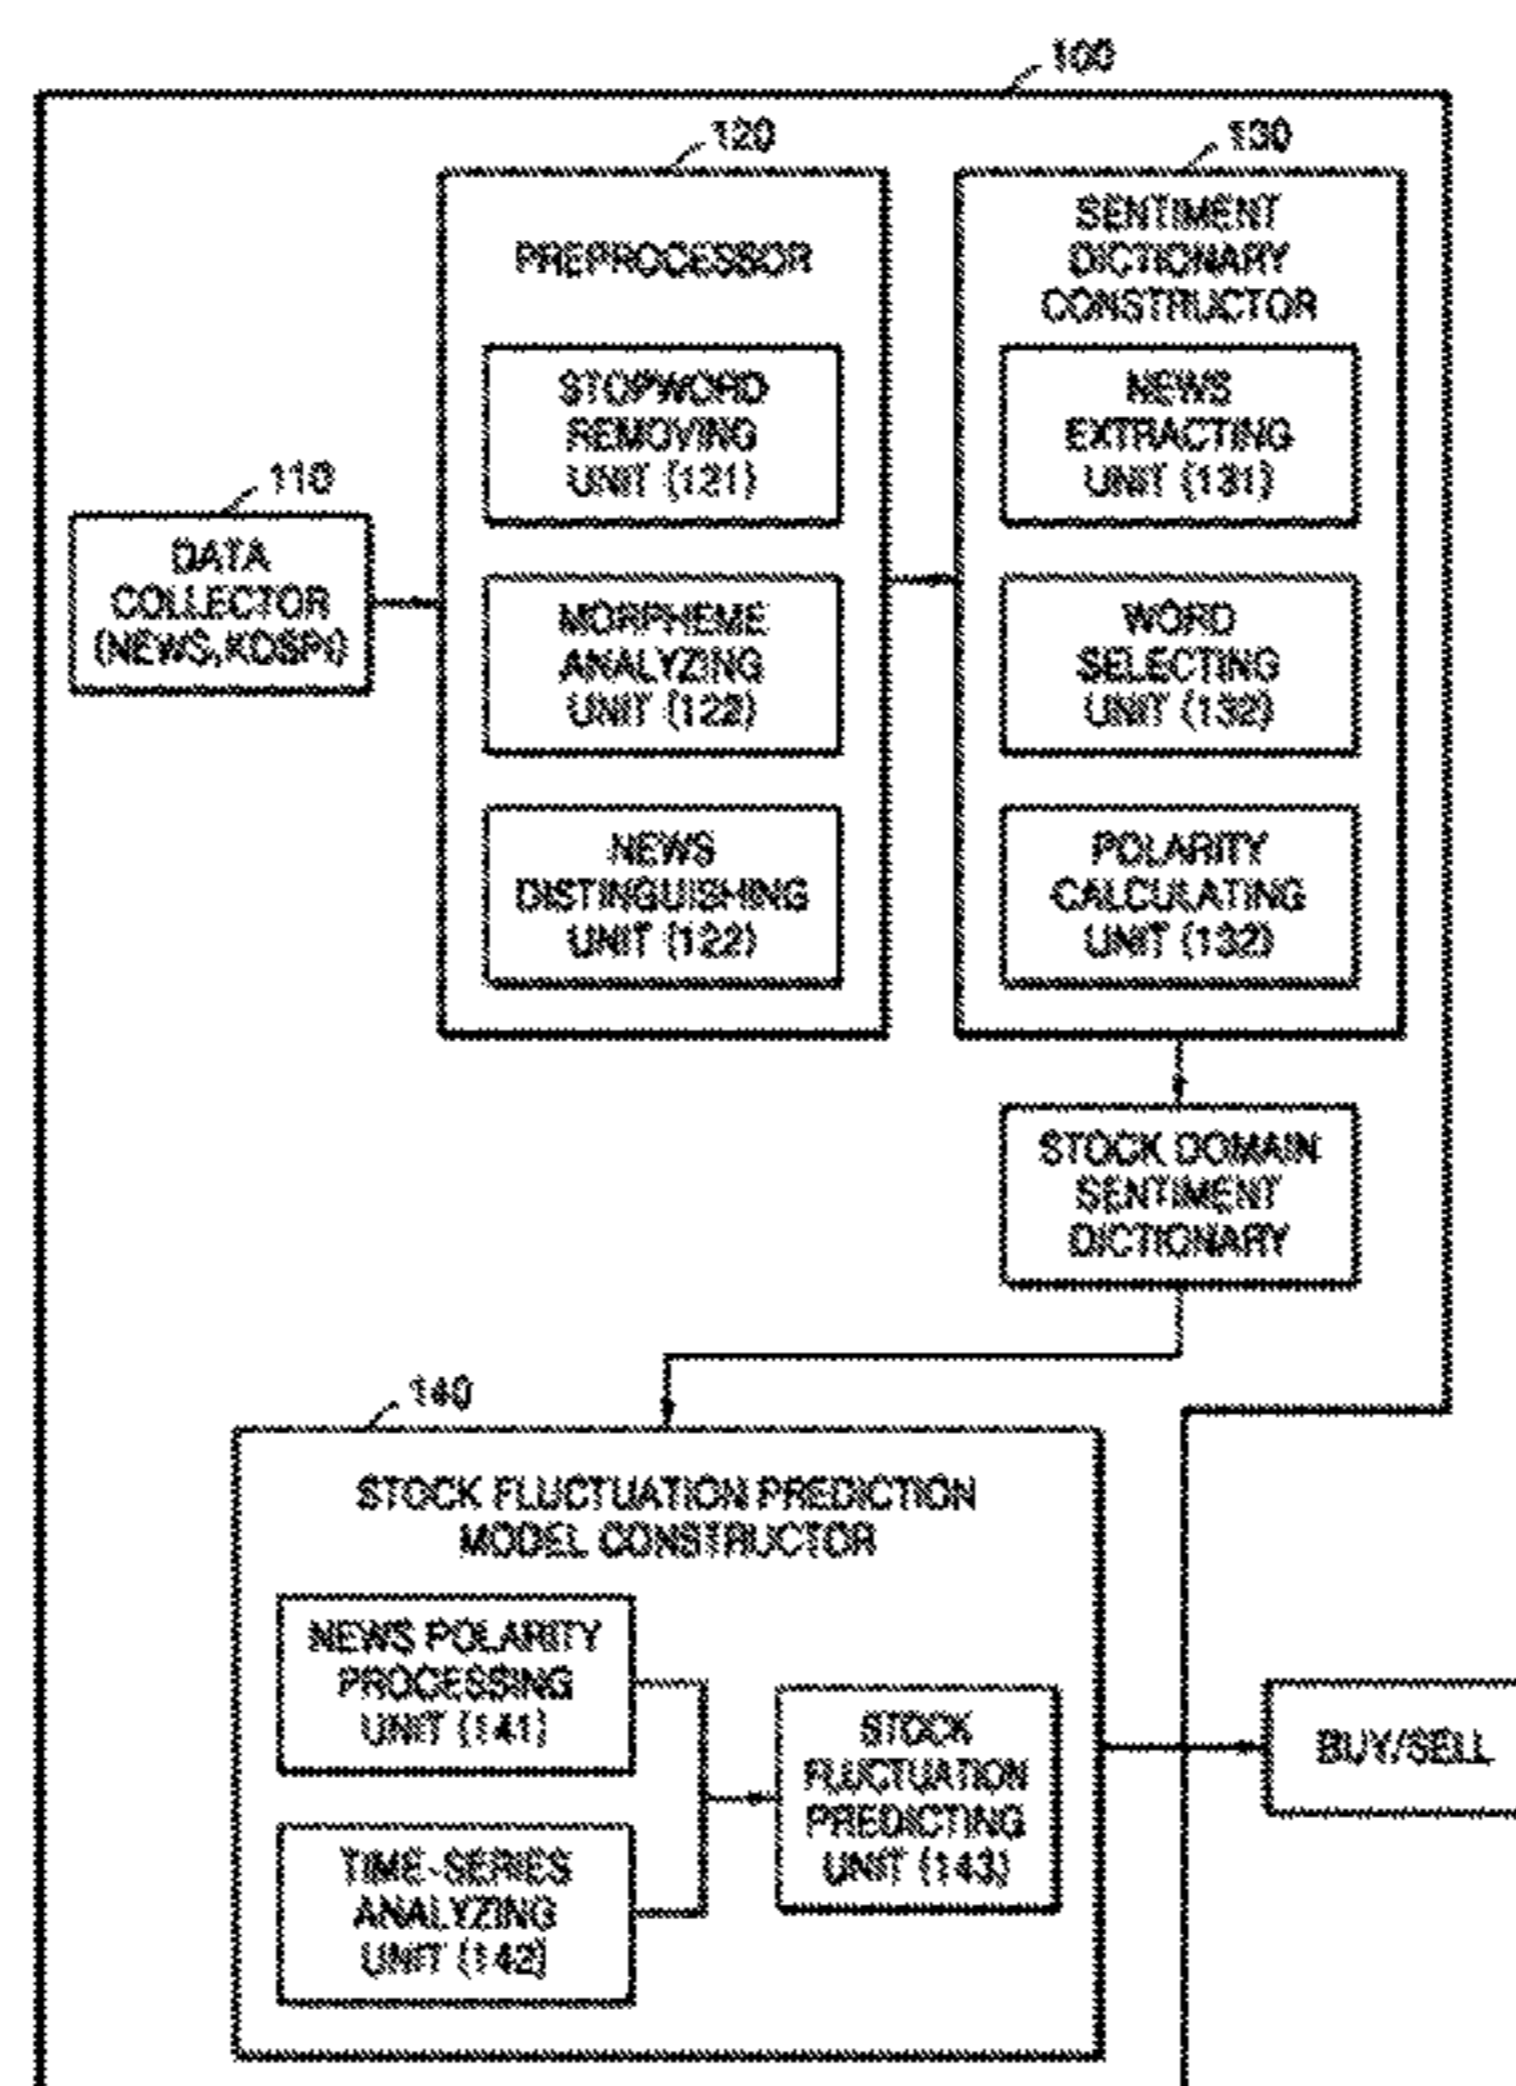 100
120
130
PREPROCESSOR
SENTIMENT
DICTIONARY
CONSTRUCTOR
STOPWORD
REMOVING
UNIT (121)
NEWS
EXTRACTING
UNIT (131)
110
DATA
COLLECTOR
(NEWS,KOSPI)
MORPHEME
ANALYZING
UNIT (122)
WORD
SELECTING
UNIT (132)
NEWS
DISTINGUISHING
UNIT (122)
POLARITY
CALCULATING
UNIT (132)
STOCK DOMAIN
SENTIMENT
DICTIONARY
140
STOCK FLUCTUATION PREDICTION
MODEL CONSTRUCTOR
NEWS POLARITY
PROCESSING
UNIT (141)
STOCK
FLUCTUATION
PREDICTING
UNIT (143)
BUY/SELL
TIME-SERIES
ANALYZING
UNIT (142)